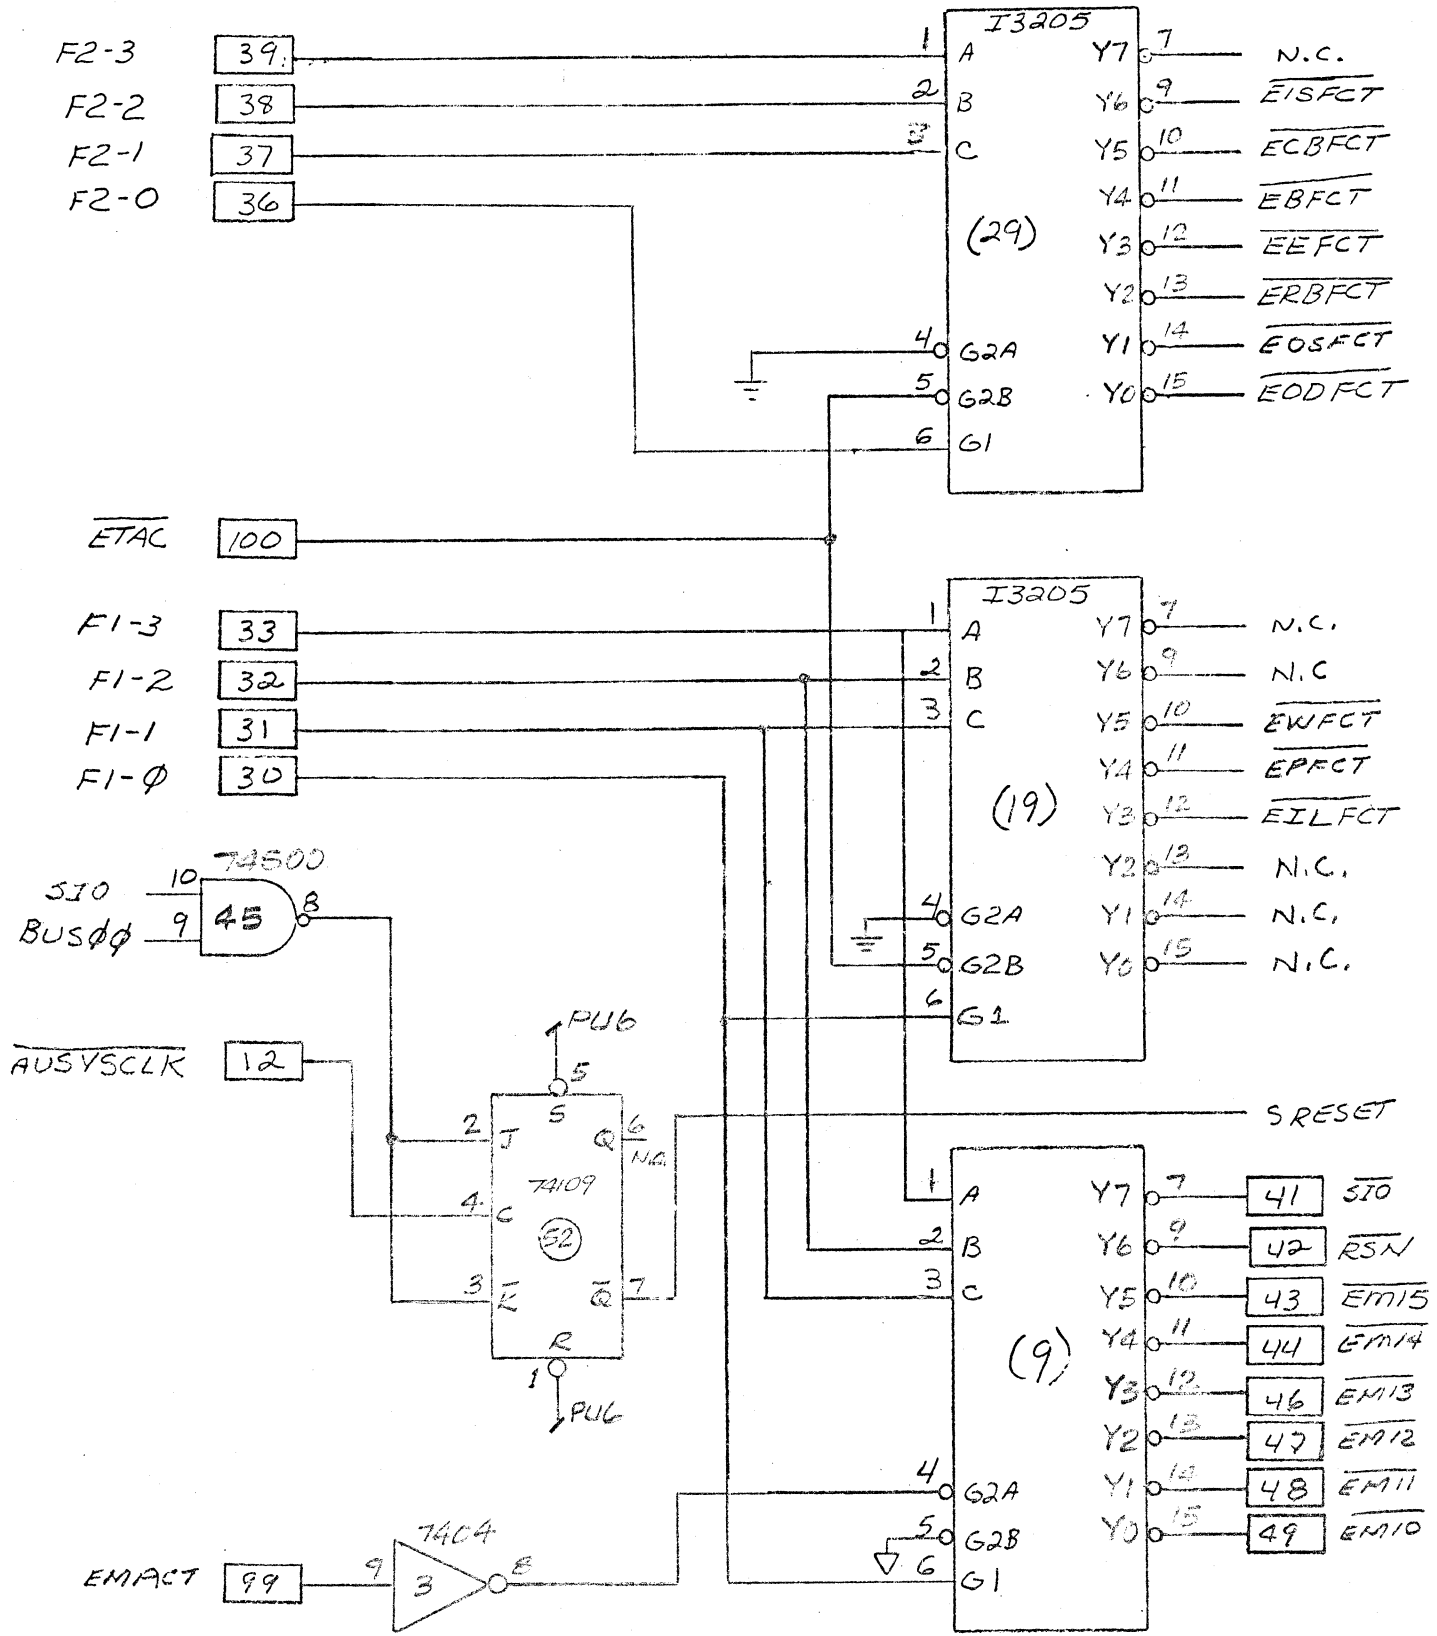 I3205
F2-3 39 1 A Y7 7 N.C.
F2-2 38 2 B Y6 9 EISFCT
F2-1 37 3 C Y5 10 ECBFCT
F2-0 36 Y4 11 EBFCT
(29) Y3 12 EEFCT
Y2 13 ERBFCT
4 G2A Y1 14 EOSFCT
5 G2B Y0 15 EODFCT
6 G1
ETAC 100
I3205
F1-3 33 1 A Y7 7 N.C.
F1-2 32 2 B Y6 9 N.C
F1-1 31 3 C Y5 10 EWFCT
F1-φ 30 Y4 11 EPFCT
(19) Y3 12 EILFCT
74S00 Y2 13 N.C.
SIO 10 45 8 4 G2A Y1 14 N.C.
BUSφφ 9 5 G2B Y0 15 N.C.
6 G1
PU6
AUSYSCLK 12 5
S
2 J Q 6 N.C. SRESET
74109
4 C
52
3 K Q 7
R
1
PU6
1 A Y7 7 41 SIO
2 B Y6 9 42 RSN
3 C Y5 10 43 EM15
(9) Y4 11 44 EM14
Y3 12 46 EM13
Y2 13 47 EM12
4 G2A Y1 14 48 EM11
5 G2B Y0 15 49 EM10
7404
EMACT 99 9 3 8 6 G1